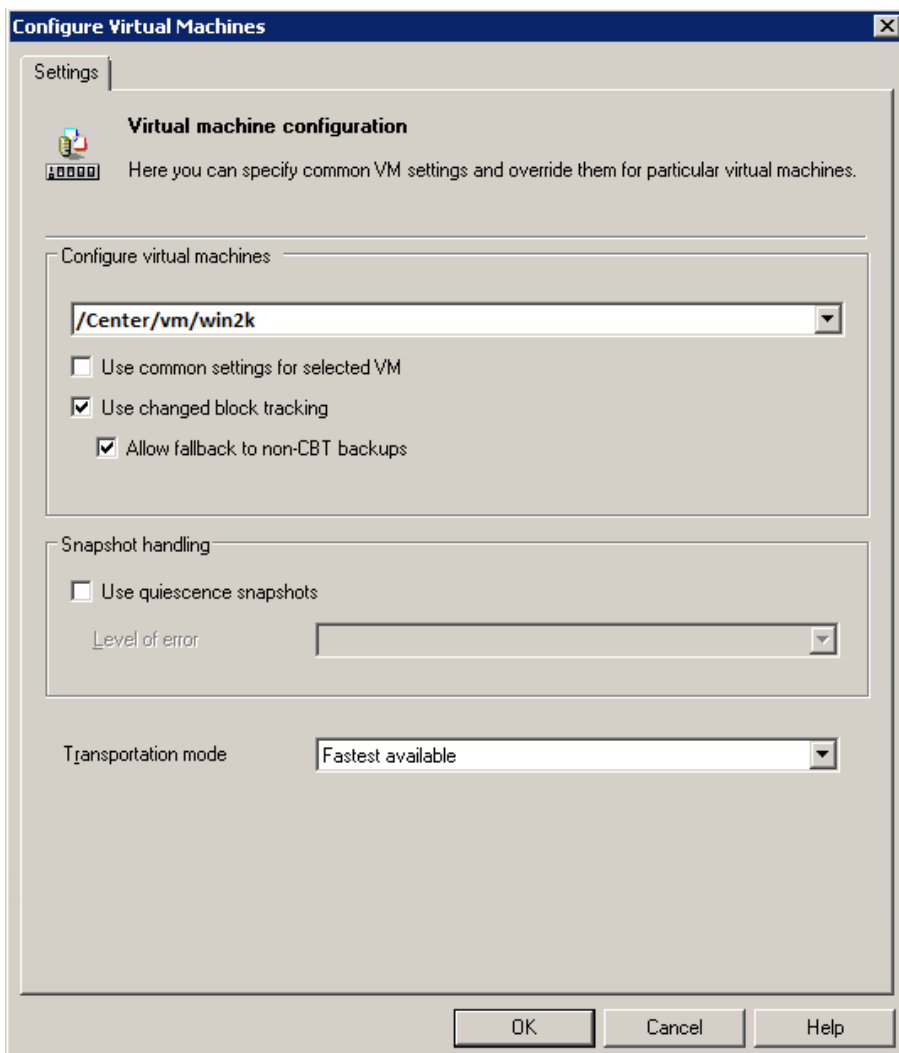 Configure Virtual Machines
Settings
Virtual machine configuration
Here you can specify common VM settings and override them for particular virtual machines.
Configure virtual machines
/Center/vm/win2k
Use common settings for selected VM
Use changed block tracking
Allow fallback to non-CBT backups
Snapshot handling
Use quiescence snapshots
Level of error
Transportation mode Fastest available
OK Cancel Help